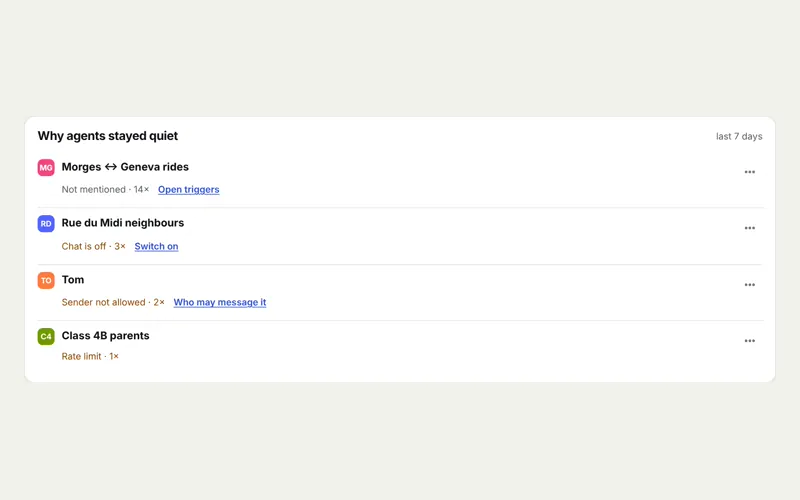 Why agents stayed quiet
last 7 days
MG
Morges ↔ Geneva rides
Not mentioned · 14× Open triggers
RD
Rue du Midi neighbours
Chat is off · 3× Switch on
TO
Tom
Sender not allowed · 2× Who may message it
C4
Class 4B parents
Rate limit · 1×